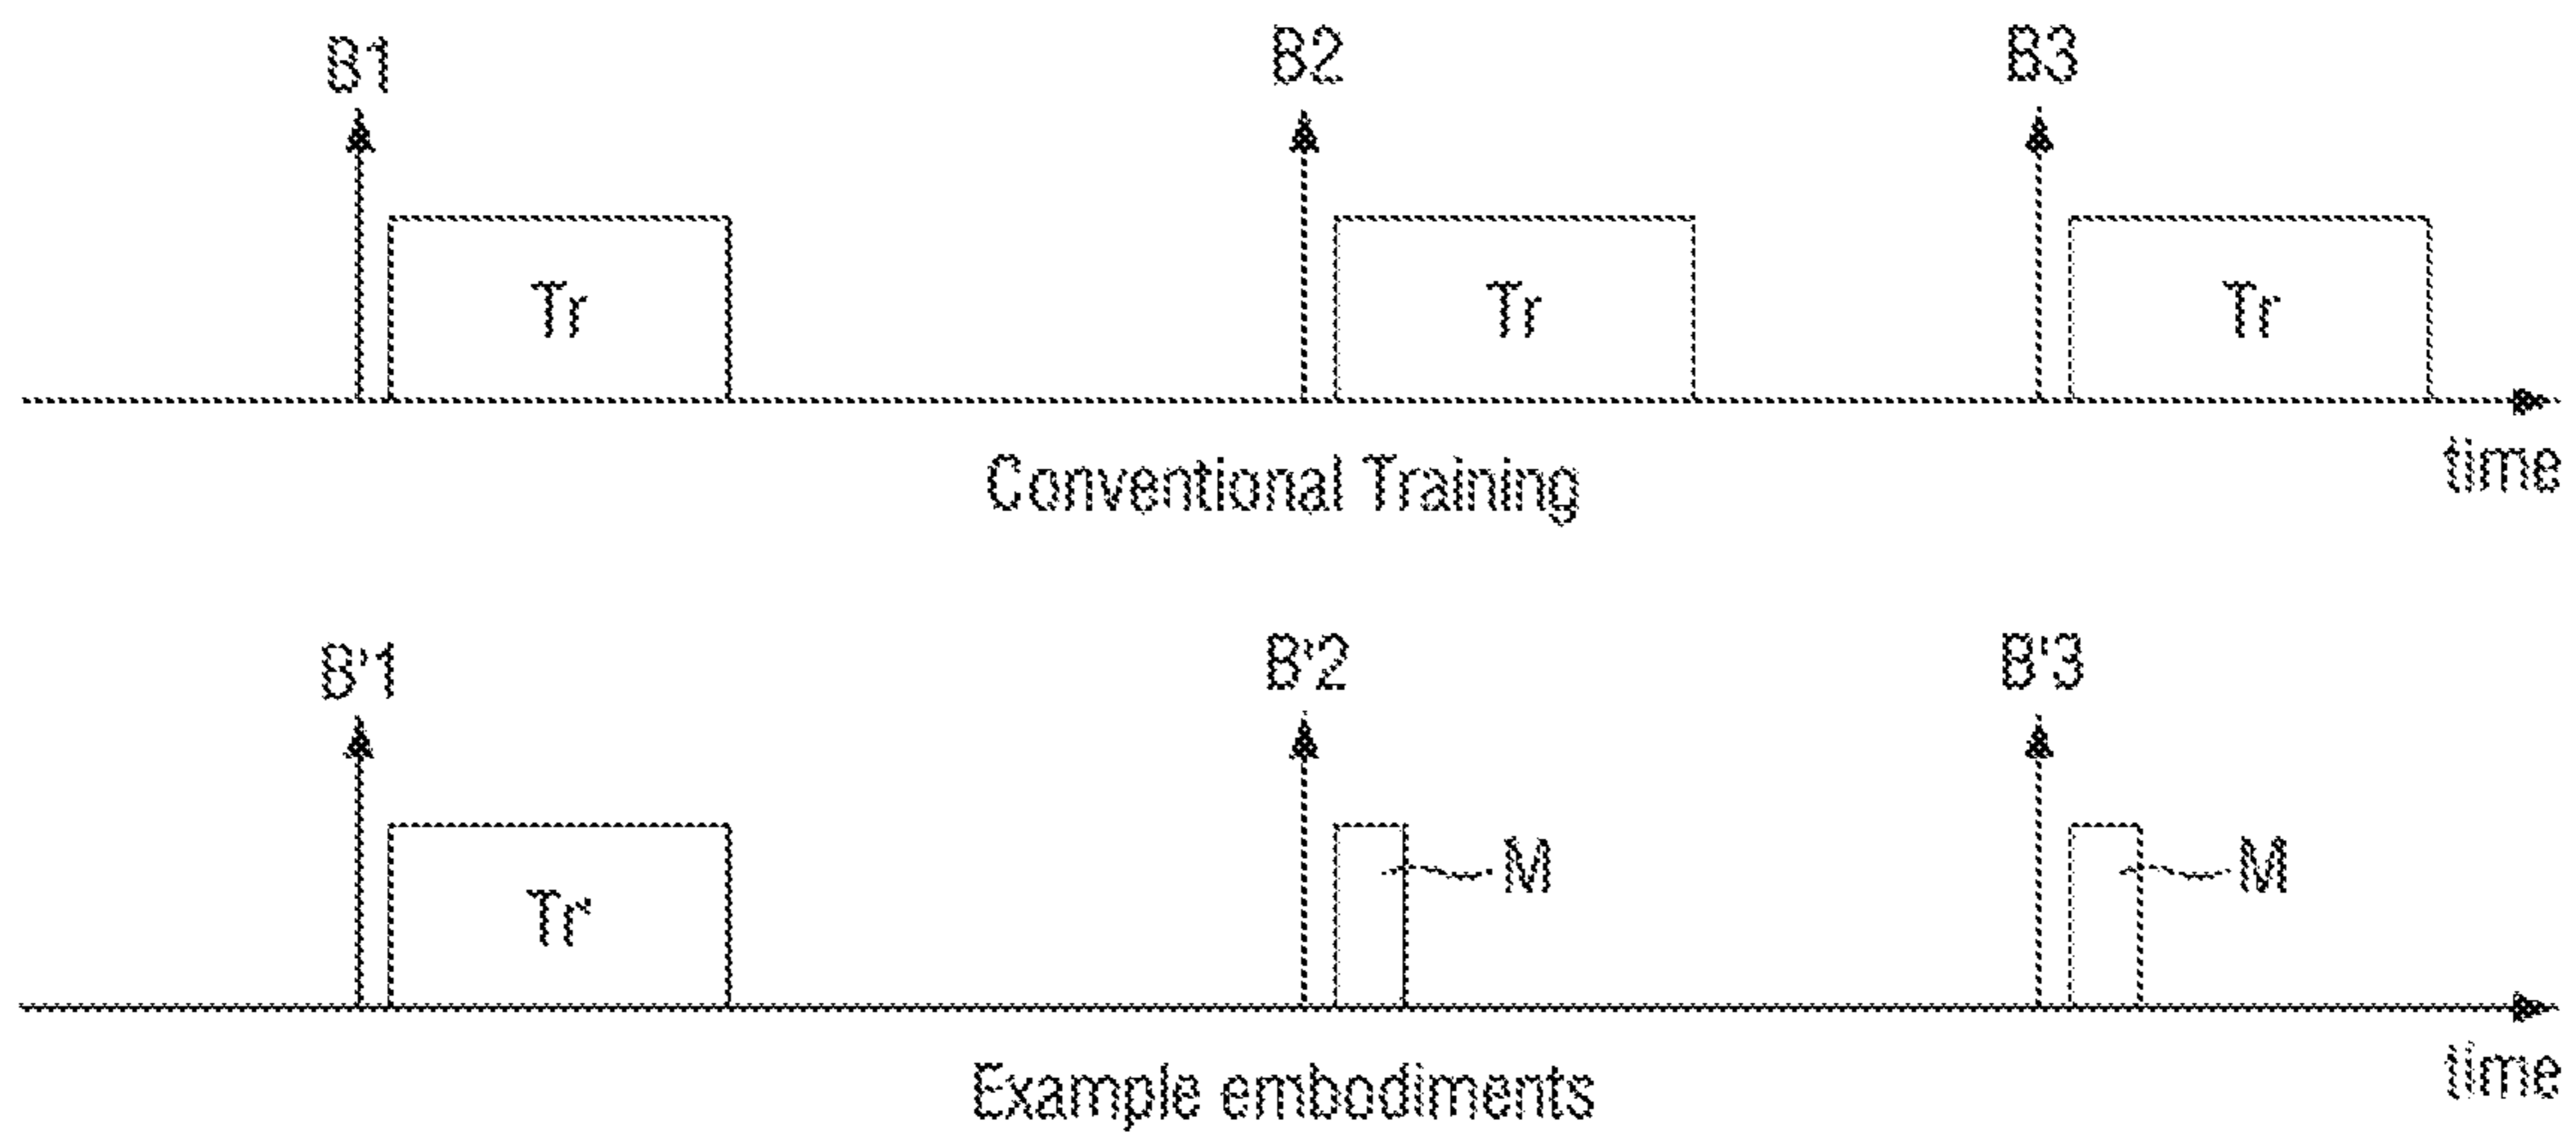 B1 B2 B3
Tr Tr Tr
time
Conventional Training
B'1 B'2 B'3
M M
Tr'
time
Example embodiments